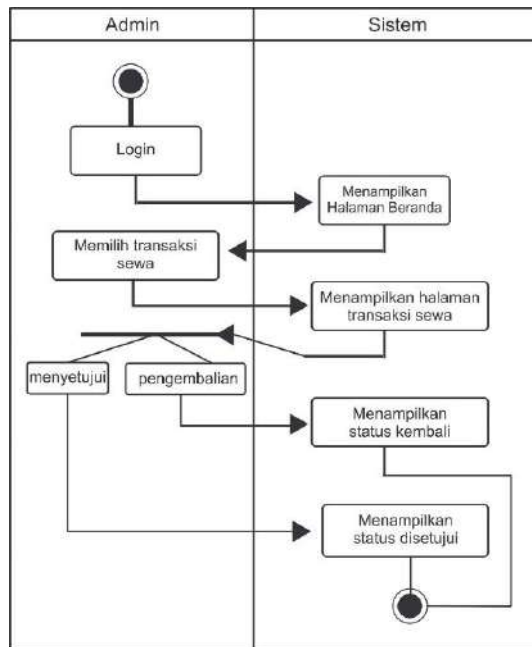 Admin
Sistem
Login
Menampilkan
Halaman Beranda
Memilih transaksi
sewa
Menampilkan halaman
transaksi sewa
menyetujui
pengembalian
Menampilkan
status kembali
Menampilkan
status disetujui